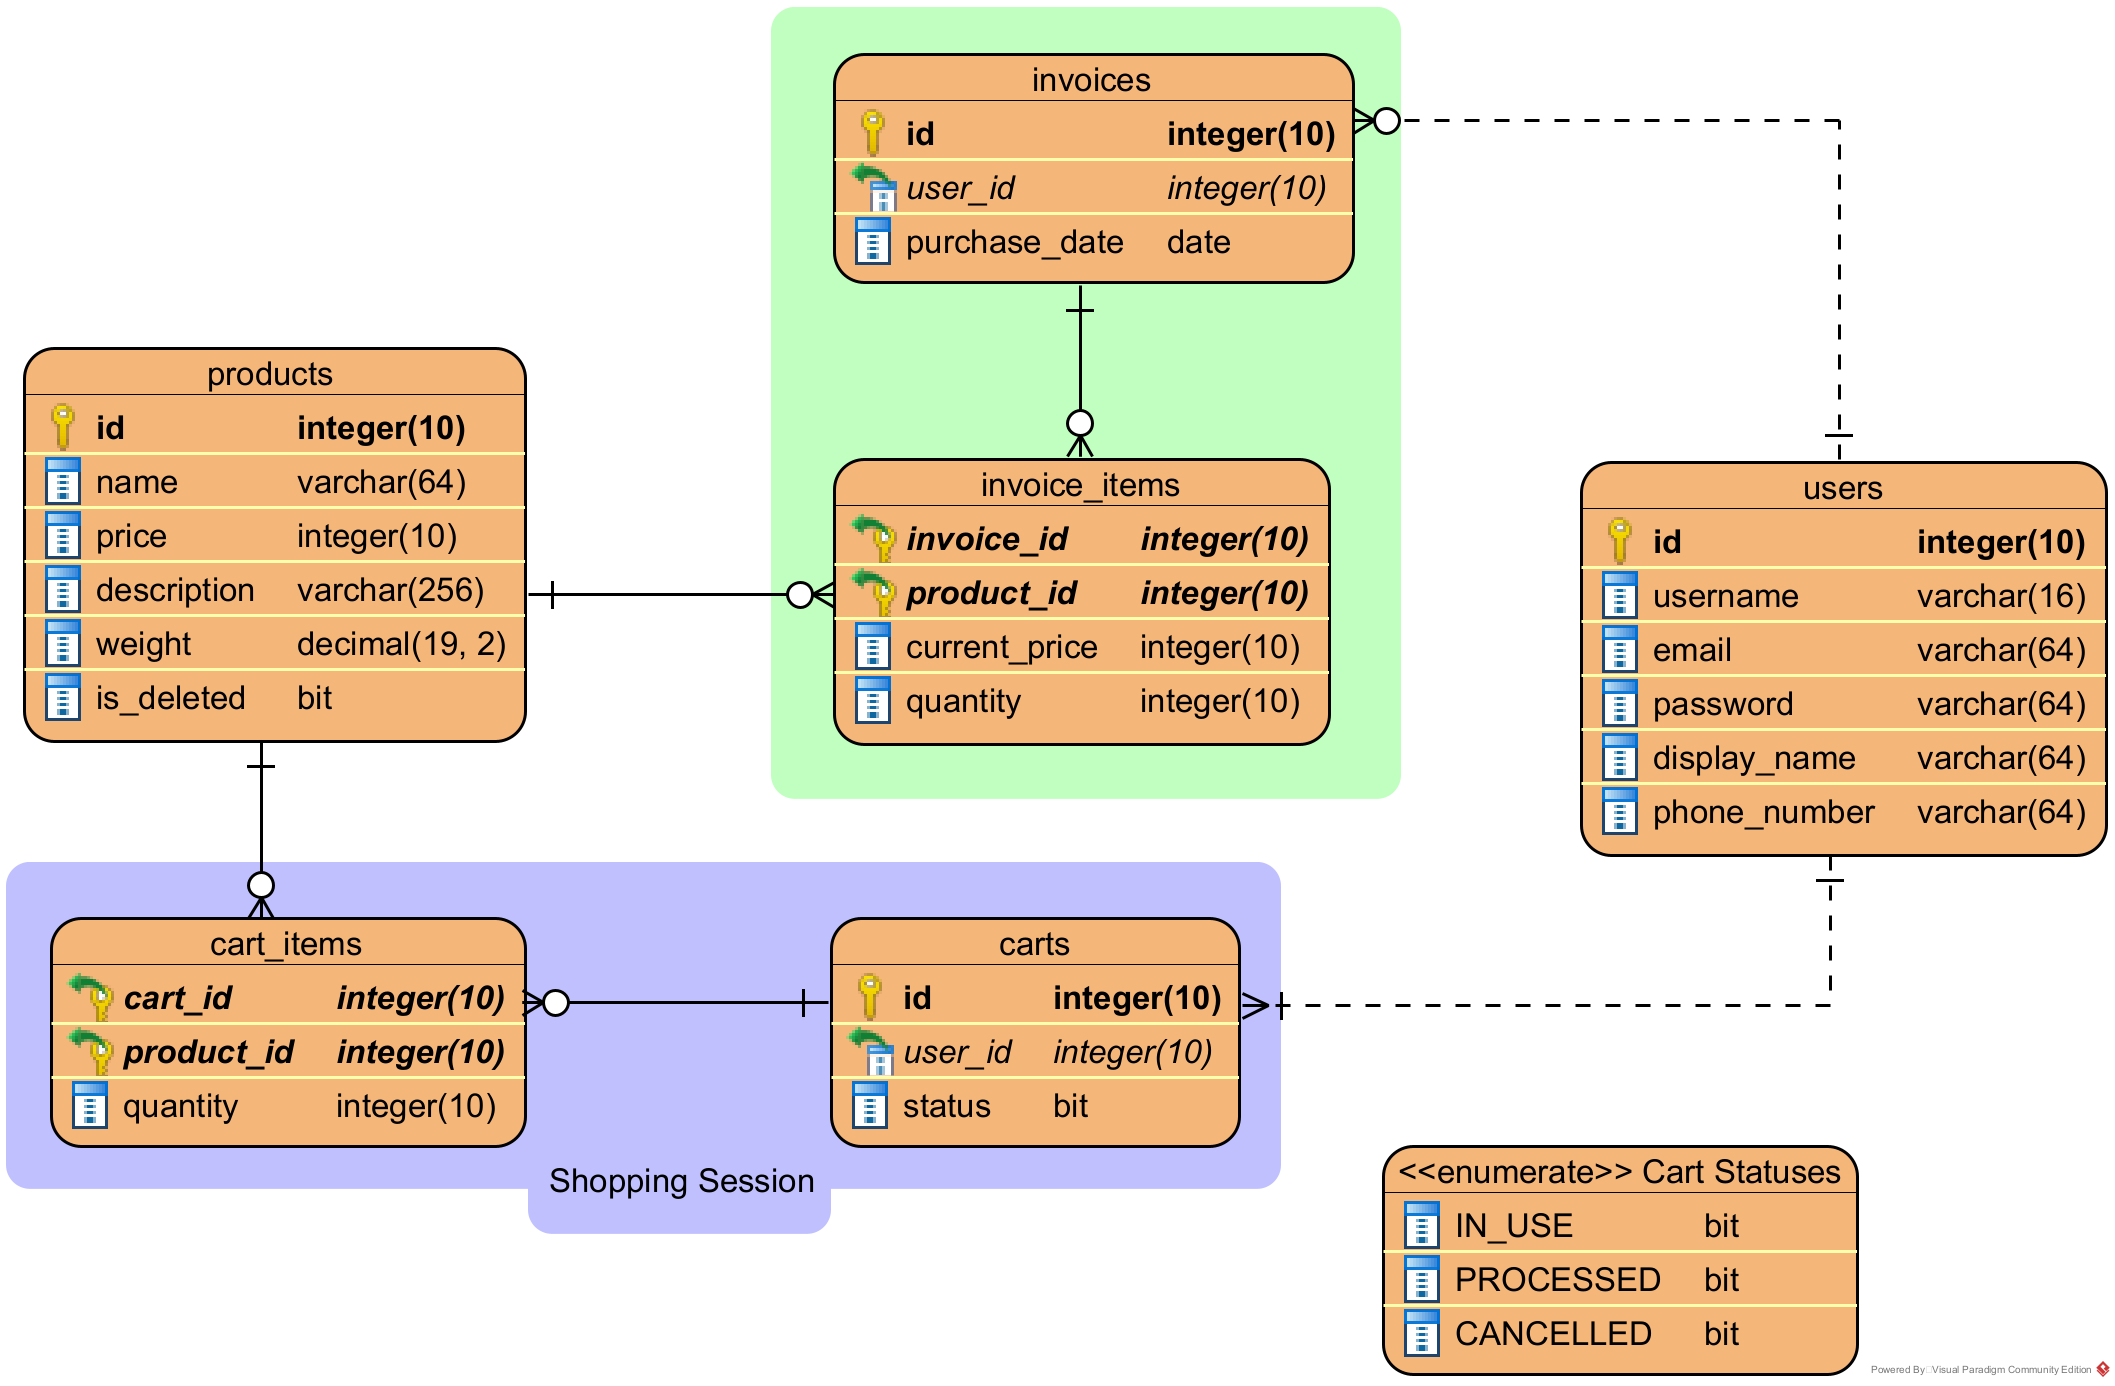 invoices
id integer(10)
user_id integer(10)
purchase_date date
products
id integer(10)
name varchar(64)
price integer(10)
description varchar(256)
weight decimal(19, 2)
is_deleted bit
invoice_items
invoice_id integer(10)
product_id integer(10)
current_price integer(10)
quantity integer(10)
users
id integer(10)
username varchar(16)
email varchar(64)
password varchar(64)
display_name varchar(64)
phone_number varchar(64)
cart_items
cart_id integer(10)
product_id integer(10)
quantity integer(10)
carts
id integer(10)
user_id integer(10)
status bit
Shopping Session
<<enumerate>> Cart Statuses
IN_USE bit
PROCESSED bit
CANCELLED bit
Powered By Visual Paradigm Community Edition